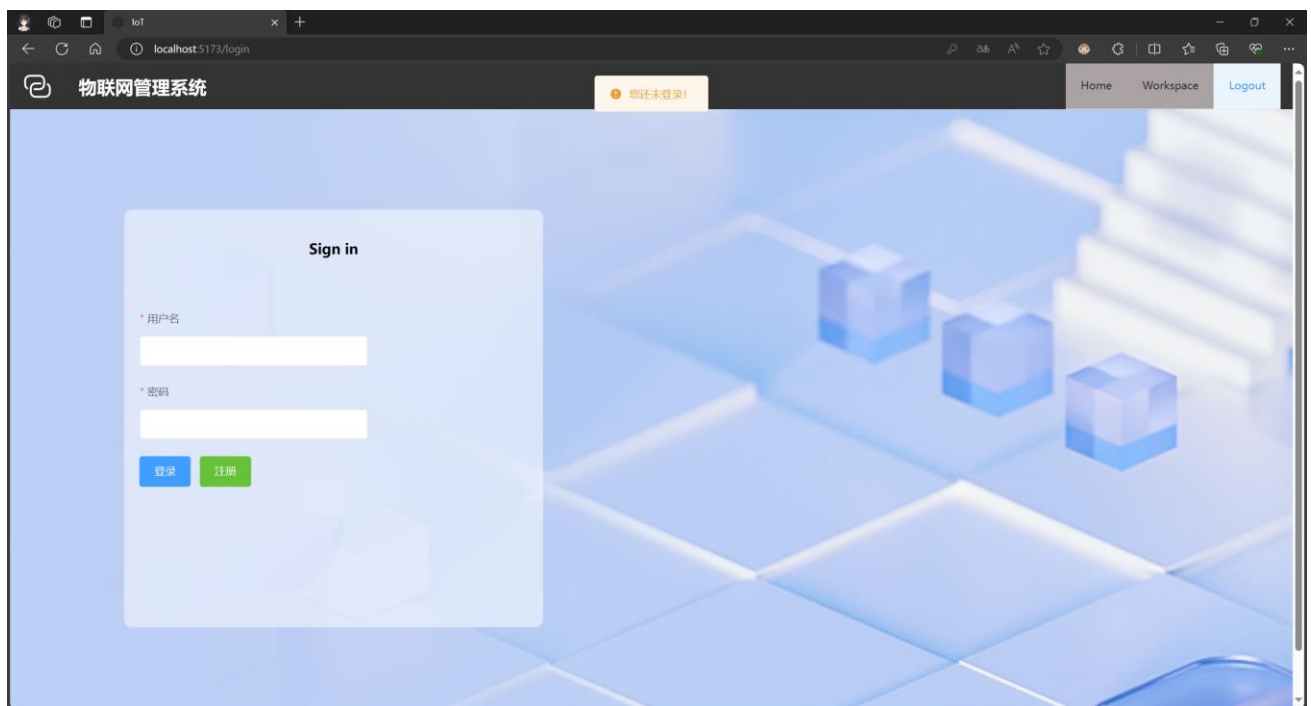 IoT
localhost:5173/login
物联网管理系统
您还未登录!
Home Workspace Logout
Sign in
* 用户名
* 密码
登录 注册